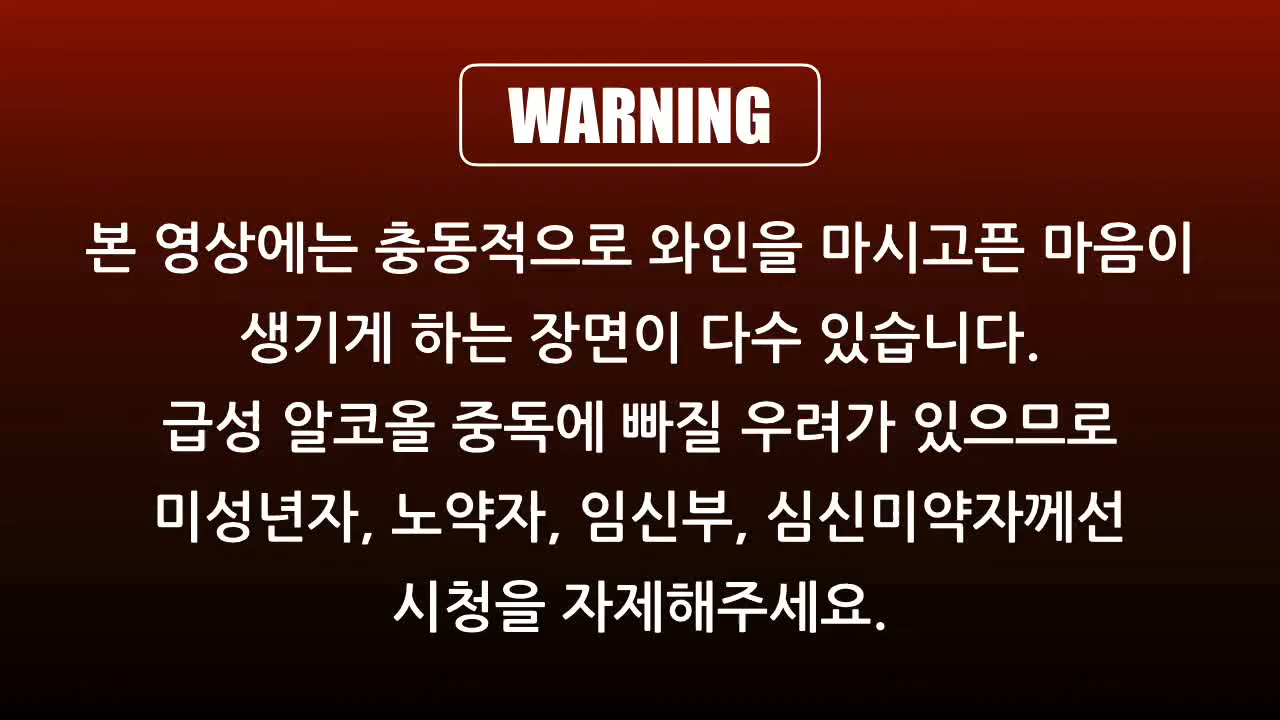 WARNING
본 영상에는 충동적으로 와인을 마시고픈 마음이
생기게 하는 장면이 다수 있습니다.
급성 알코올 중독에 빠질 우려가 있으므로
미성년자, 노약자, 임신부, 심신미약자께선
시청을 자제해주세요.